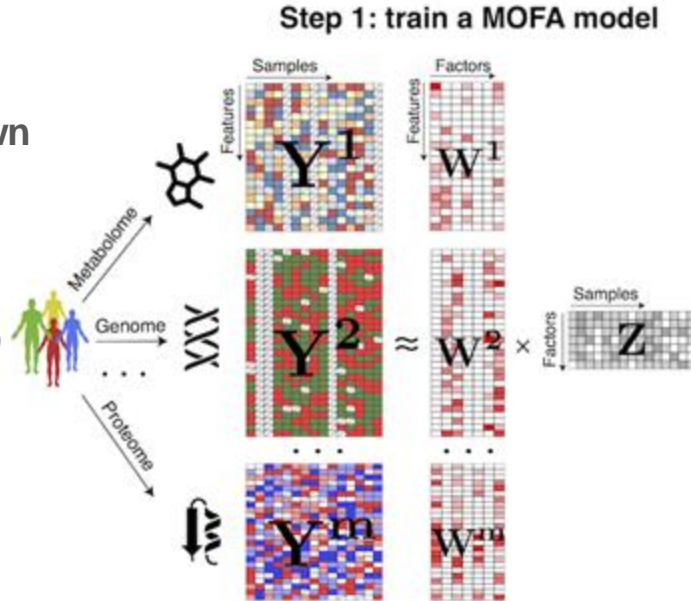 Step 1: train a MOFA model
Samples
Factors
Features
Features
Y¹
W¹
Metabolome
Genome
. . .
Proteome
Y²
≈
W²
×
Samples
Factors
Z
. . .
. . .
Yᵐ
Wᵐ